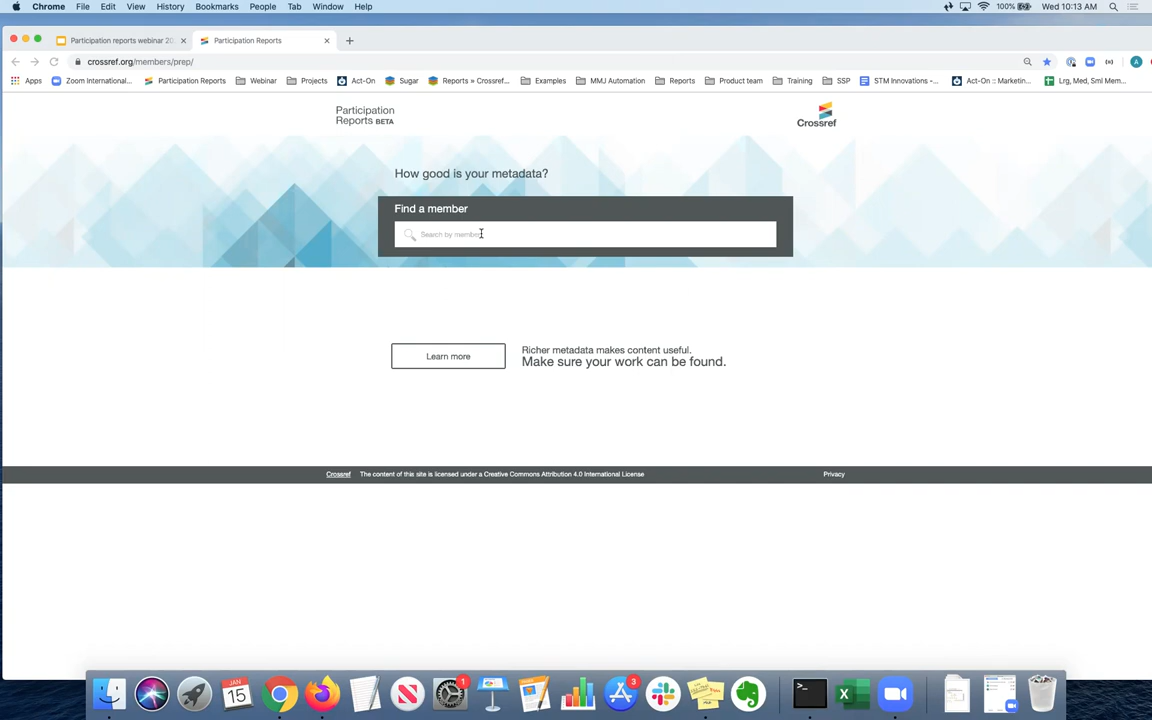 Chrome File Edit View History Bookmarks People Tab Window Help 100% Wed 10:13 AM
Participation reports webinar 20 Participation Reports
crossref.org/members/prep/
Apps Zoom International... Participation Reports Webinar Projects Act-On Sugar Reports » Crossref... Examples MMJ Automation Reports Product team Training SSP STM Innovations -... Act-On :: Marketin... Lrg, Med, Sml Mem...
Participation
Reports BETA
Crossref
How good is your metadata?
Find a member
Search by member
Learn more
Richer metadata makes content useful.
Make sure your work can be found.
Crossref The content of this site is licensed under a Creative Commons Attribution 4.0 International License Privacy
JAN
15
1
3